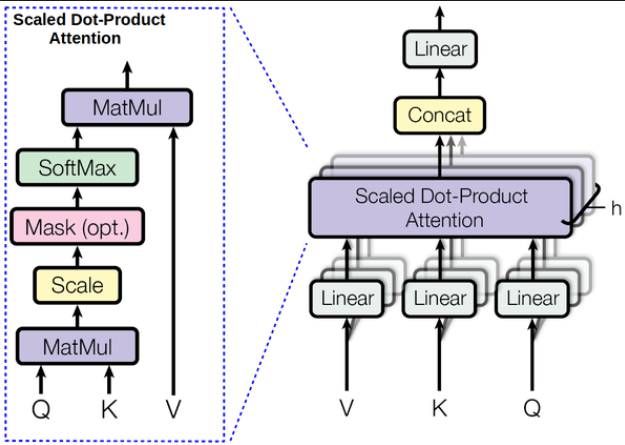 Scaled Dot-Product
Attention
MatMul
SoftMax
Mask (opt.)
Scale
MatMul
Q K V
Linear
Concat
Scaled Dot-Product
Attention
h
Linear Linear Linear
V K Q